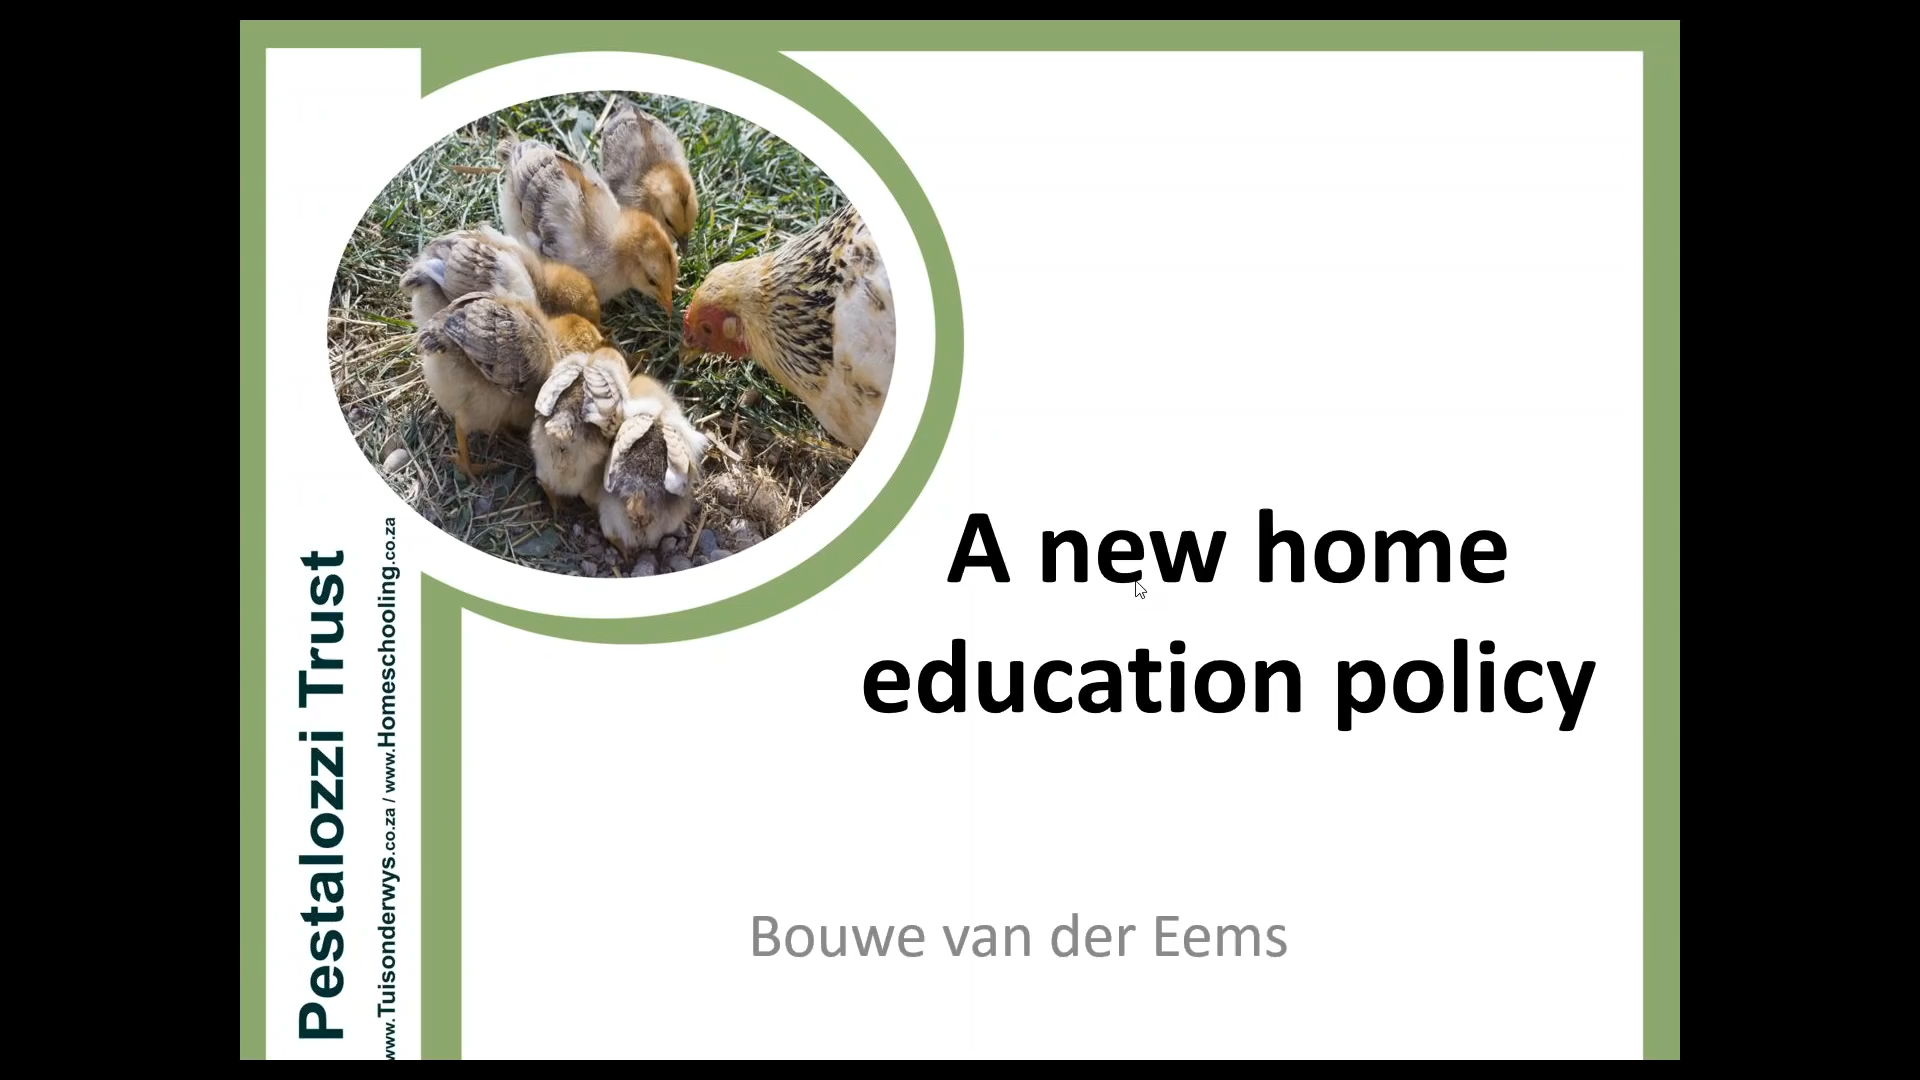 A new home
education policy
Bouwe van der Eems
Pestalozzi Trust
www.Tuisonderwys.co.za / www.Homeschooling.co.za